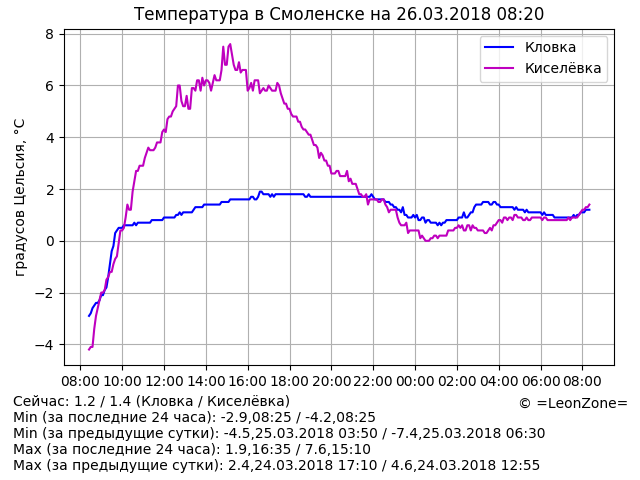 Температура в Смоленске на 26.03.2018 08:20
градусов Цельсия, °C
8
6
4
2
0
−2
−4
Кловка
Киселёвка
08:00 10:00 12:00 14:00 16:00 18:00 20:00 22:00 00:00 02:00 04:00 06:00 08:00
Сейчас: 1.2 / 1.4 (Кловка / Киселёвка)
© =LeonZone=
Min (за последние 24 часа): -2.9,08:25 / -4.2,08:25
Min (за предыдущие сутки): -4.5,25.03.2018 03:50 / -7.4,25.03.2018 06:30
Max (за последние 24 часа): 1.9,16:35 / 7.6,15:10
Max (за предыдущие сутки): 2.4,24.03.2018 17:10 / 4.6,24.03.2018 12:55